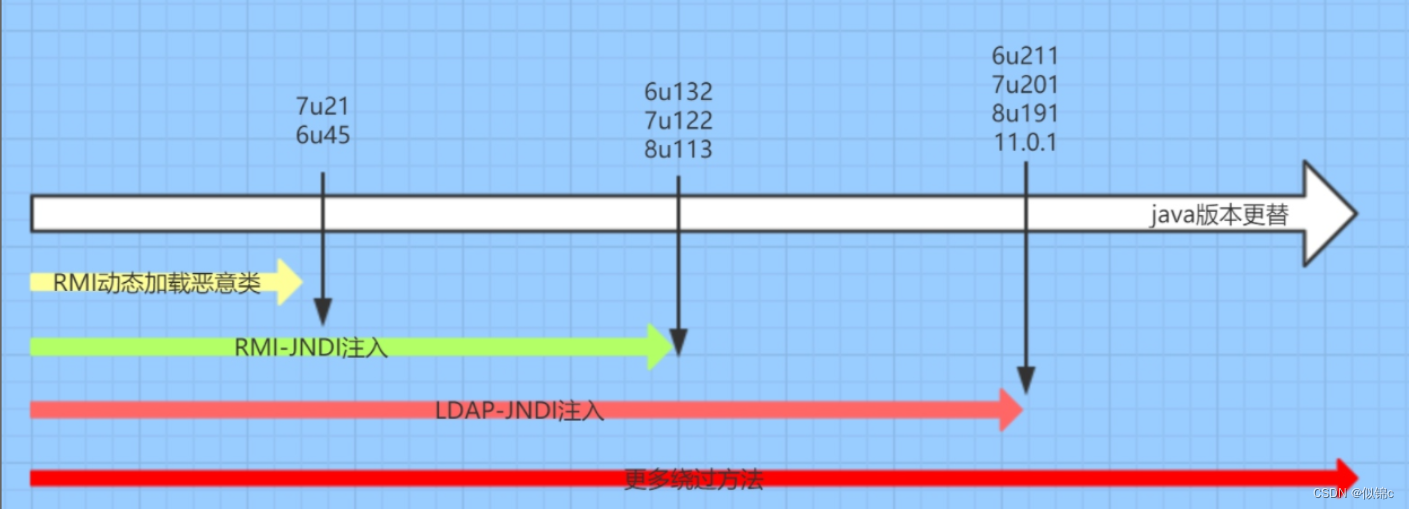 7u21
6u45
6u132
7u122
8u113
6u211
7u201
8u191
11.0.1
java版本更替
RMI动态加载恶意类
RMI-JNDI注入
LDAP-JNDI注入
更多绕过方法
CSDN @似锦c